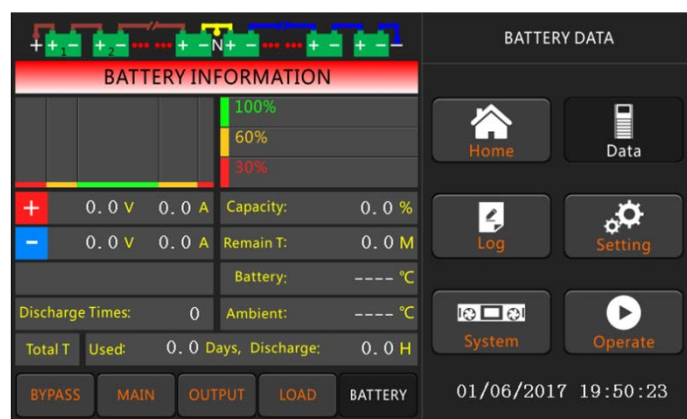 + + 1 − + 2 − + − N + − + − + − −
BATTERY DATA
BATTERY INFORMATION
100%
60%
30%
Home
Data
+ 0.0 V 0.0 A Capacity: 0.0 %
− 0.0 V 0.0 A Remain T: 0.0 M
Battery: ---- °C
Discharge Times: 0 Ambient: ---- °C
Total T Used: 0.0 Days, Discharge: 0.0 H
Log
Setting
System
Operate
BYPASS MAIN OUTPUT LOAD BATTERY
01/06/2017 19:50:23